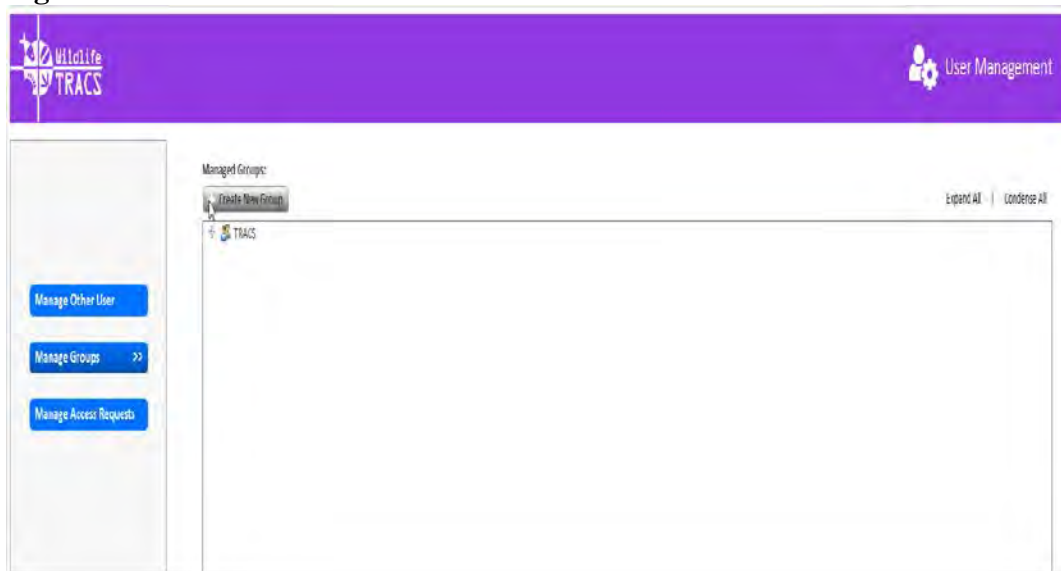 Wildlife
TRACS
User Management
Managed Groups:
Create New Group
Expand All | Condense All
TRACS
Manage Other User
Manage Groups >>
Manage Access Requests